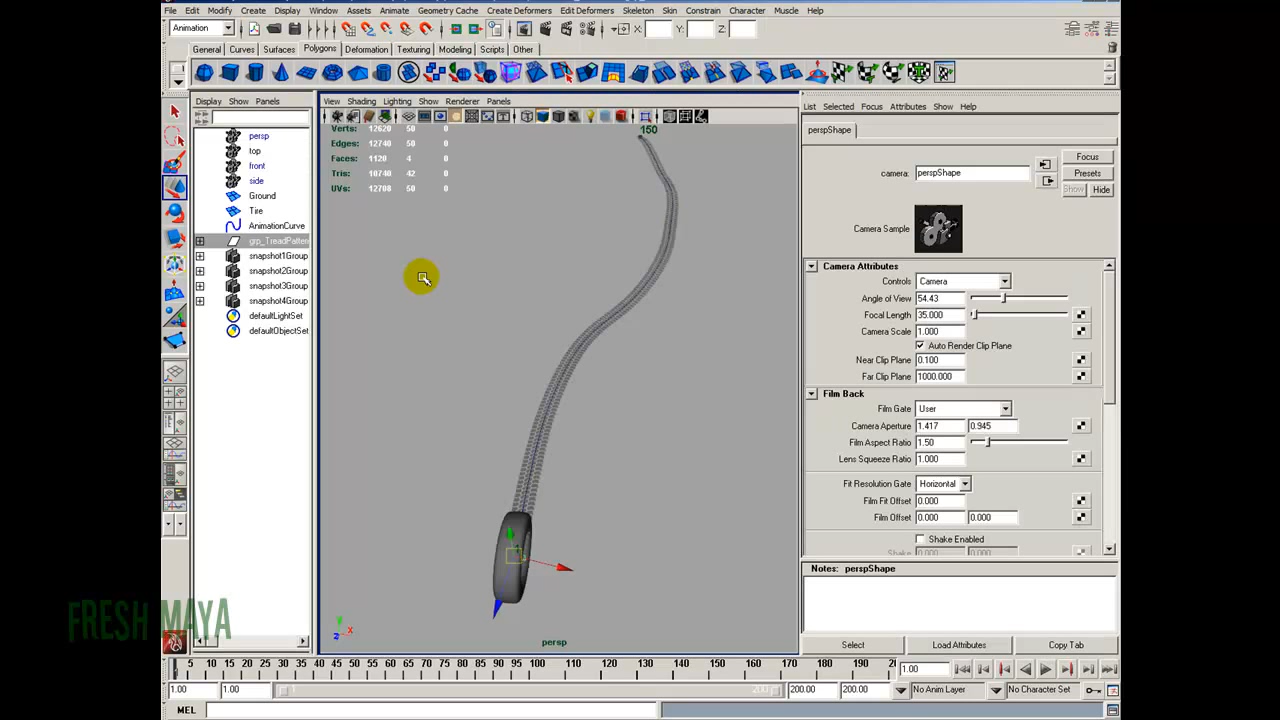 File Edit Modify Create Display Window Assets Animate Geometry Cache Create Deformers Edit Deformers Skeleton Skin Constrain Character Muscle Help
Animation X: Y: Z:
General Curves Surfaces Polygons Deformation Texturing Modeling Scripts Other
Display Show Panels
View Shading Lighting Show Renderer Panels
List Selected Focus Attributes Show Help
Verts: 12620 50 0
Edges: 12740 50 0
Faces: 1120 4 0
Tris: 10740 42 0
UVs: 12708 50 0
150
persp
top
front
side
Ground
Tire
AnimationCurve
grp_TreadPatter
snapshot1Group
snapshot2Group
snapshot3Group
snapshot4Group
defaultLightSet
defaultObjectSet
persp
perspShape
camera: perspShape
Focus
Presets
Show Hide
Camera Sample
Camera Attributes
Controls Camera
Angle of View 54.43
Focal Length 35.000
Camera Scale 1.000
Auto Render Clip Plane
Near Clip Plane 0.100
Far Clip Plane 1000.000
Film Back
Film Gate User
Camera Aperture 1.417 0.945
Film Aspect Ratio 1.50
Lens Squeeze Ratio 1.000
Fit Resolution Gate Horizontal
Film Fit Offset 0.000
Film Offset 0.000 0.000
Shake Enabled
Notes: perspShape
Select Load Attributes Copy Tab
FRESH MAYA
5 10 15 20 25 30 35 40 45 50 55 60 65 70 75 80 85 90 95 100 110 120 130 140 150 160 170 180 190 1.00
1.00 1.00 200 200.00 200.00 No Anim Layer No Character Set
MEL